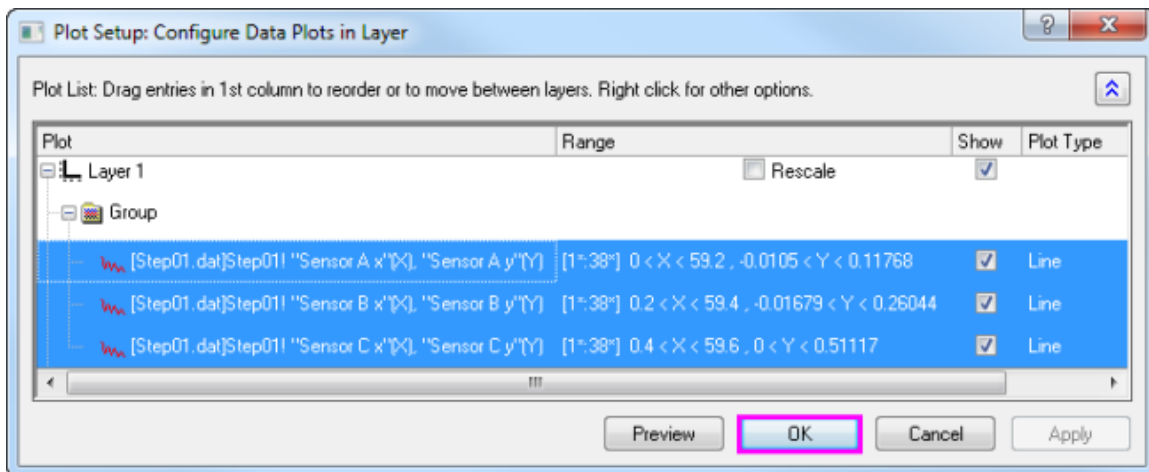 Plot Setup: Configure Data Plots in Layer
Plot List: Drag entries in 1st column to reorder or to move between layers. Right click for other options.
Plot Range Show Plot Type
Layer 1 Rescale
Group
[Step01.dat]Step01! "Sensor A x"(X), "Sensor A y"(Y) [1*:38*] 0 < X < 59.2 , -0.0105 < Y < 0.11768 Line
[Step01.dat]Step01! "Sensor B x"(X), "Sensor B y"(Y) [1*:38*] 0.2 < X < 59.4 , -0.01679 < Y < 0.26044 Line
[Step01.dat]Step01! "Sensor C x"(X), "Sensor C y"(Y) [1*:38*] 0.4 < X < 59.6 , 0 < Y < 0.51117 Line
Preview OK Cancel Apply